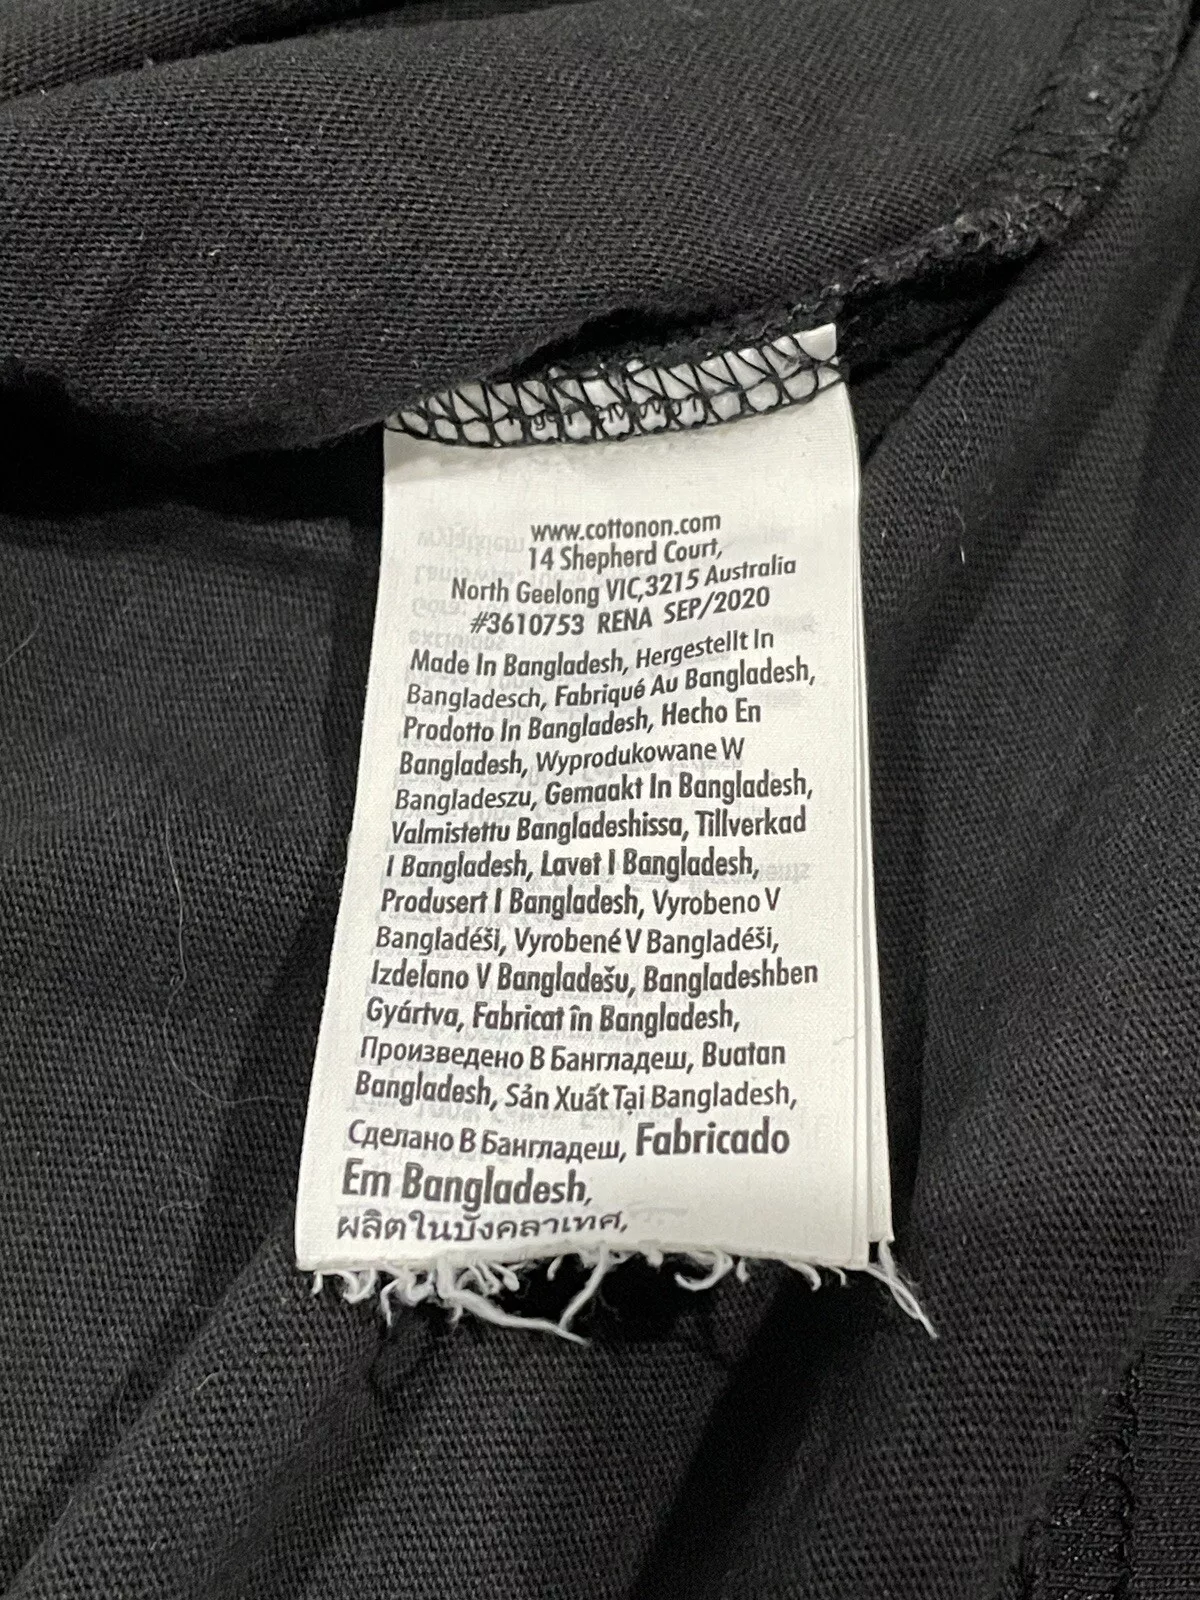 www.cottonon.com
14 Shepherd Court,
North Geelong VIC,3215 Australia
#3610753 RENA SEP/2020
Made In Bangladesh, Hergestellt In
Bangladesch, Fabriqué Au Bangladesh,
Prodotto In Bangladesh, Hecho En
Bangladesh, Wyprodukowane W
Bangladeszu, Gemaakt In Bangladesh,
Valmistettu Bangladeshissa, Tillverkad
I Bangladesh, Lavet I Bangladesh,
Produsert I Bangladesh, Vyrobeno V
Bangladéši, Vyrobené V Bangladéši,
Izdelano V Bangladešu, Bangladeshben
Gyártva, Fabricat în Bangladesh,
Произведено В Бангладеш, Buatan
Bangladesh, Sản Xuất Tại Bangladesh,
Сделано В Бангладеш, Fabricado
Em Bangladesh,
ผลิตในบังคลาเทศ,